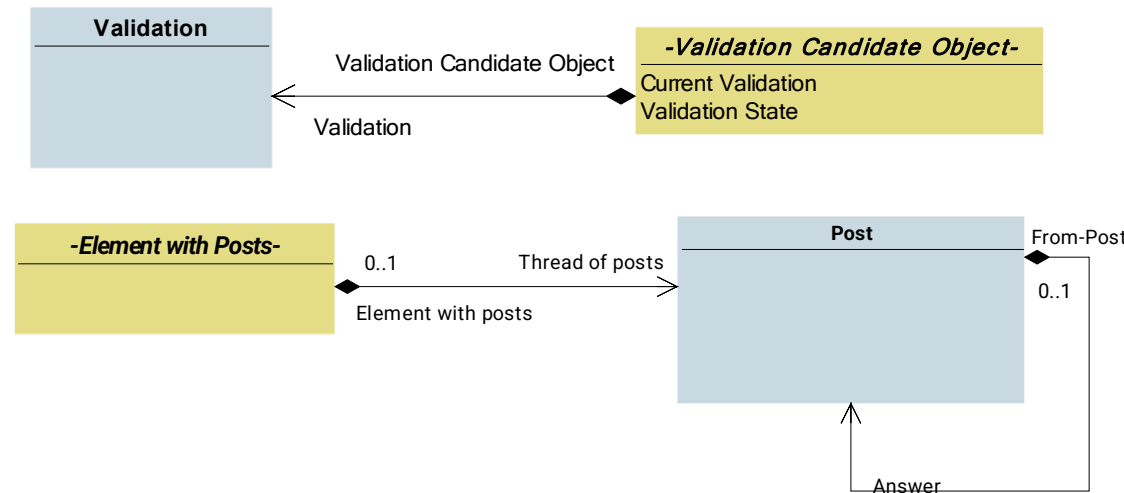 Validation
-Validation Candidate Object-
Validation Candidate Object
Current Validation
Validation State
Validation
-Element with Posts-
Post
From-Post
0..1
Thread of posts
0..1
Element with posts
Answer